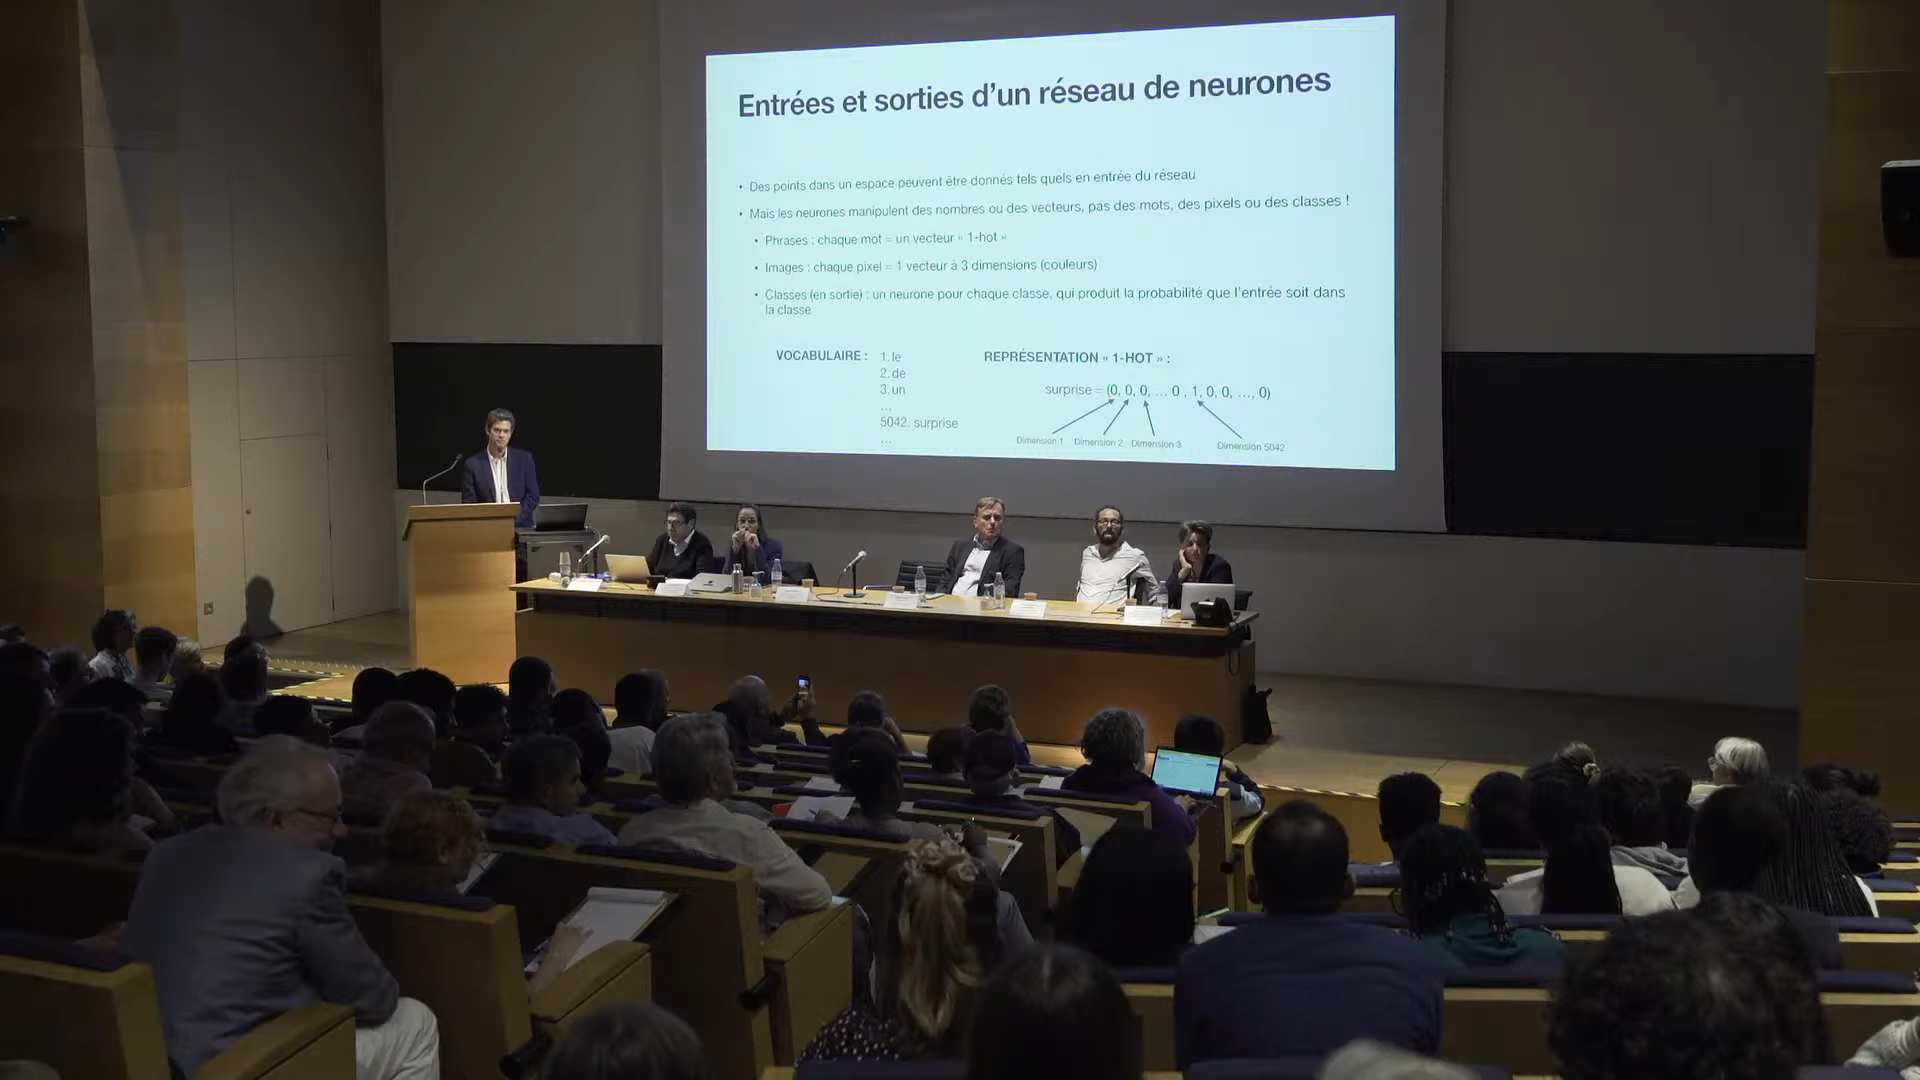 Entrées et sorties d'un réseau de neurones
• Des points dans un espace peuvent être donnés tels quels en entrée du réseau
• Mais les neurones manipulent des nombres ou des vecteurs, pas des mots, des pixels ou des classes !
• Phrases : chaque mot = un vecteur « 1-hot »
• Images : chaque pixel = 1 vecteur à 3 dimensions (couleurs)
• Classes (en sortie) : un neurone pour chaque classe, qui produit la probabilité que l'entrée soit dans
la classe
VOCABULAIRE :
1. le
2. de
3. un
...
5042. surprise
...
REPRÉSENTATION « 1-HOT » :
surprise = (0, 0, 0, ... 0 , 1, 0, 0, ..., 0)
Dimension 1 Dimension 2 Dimension 3 Dimension 5042